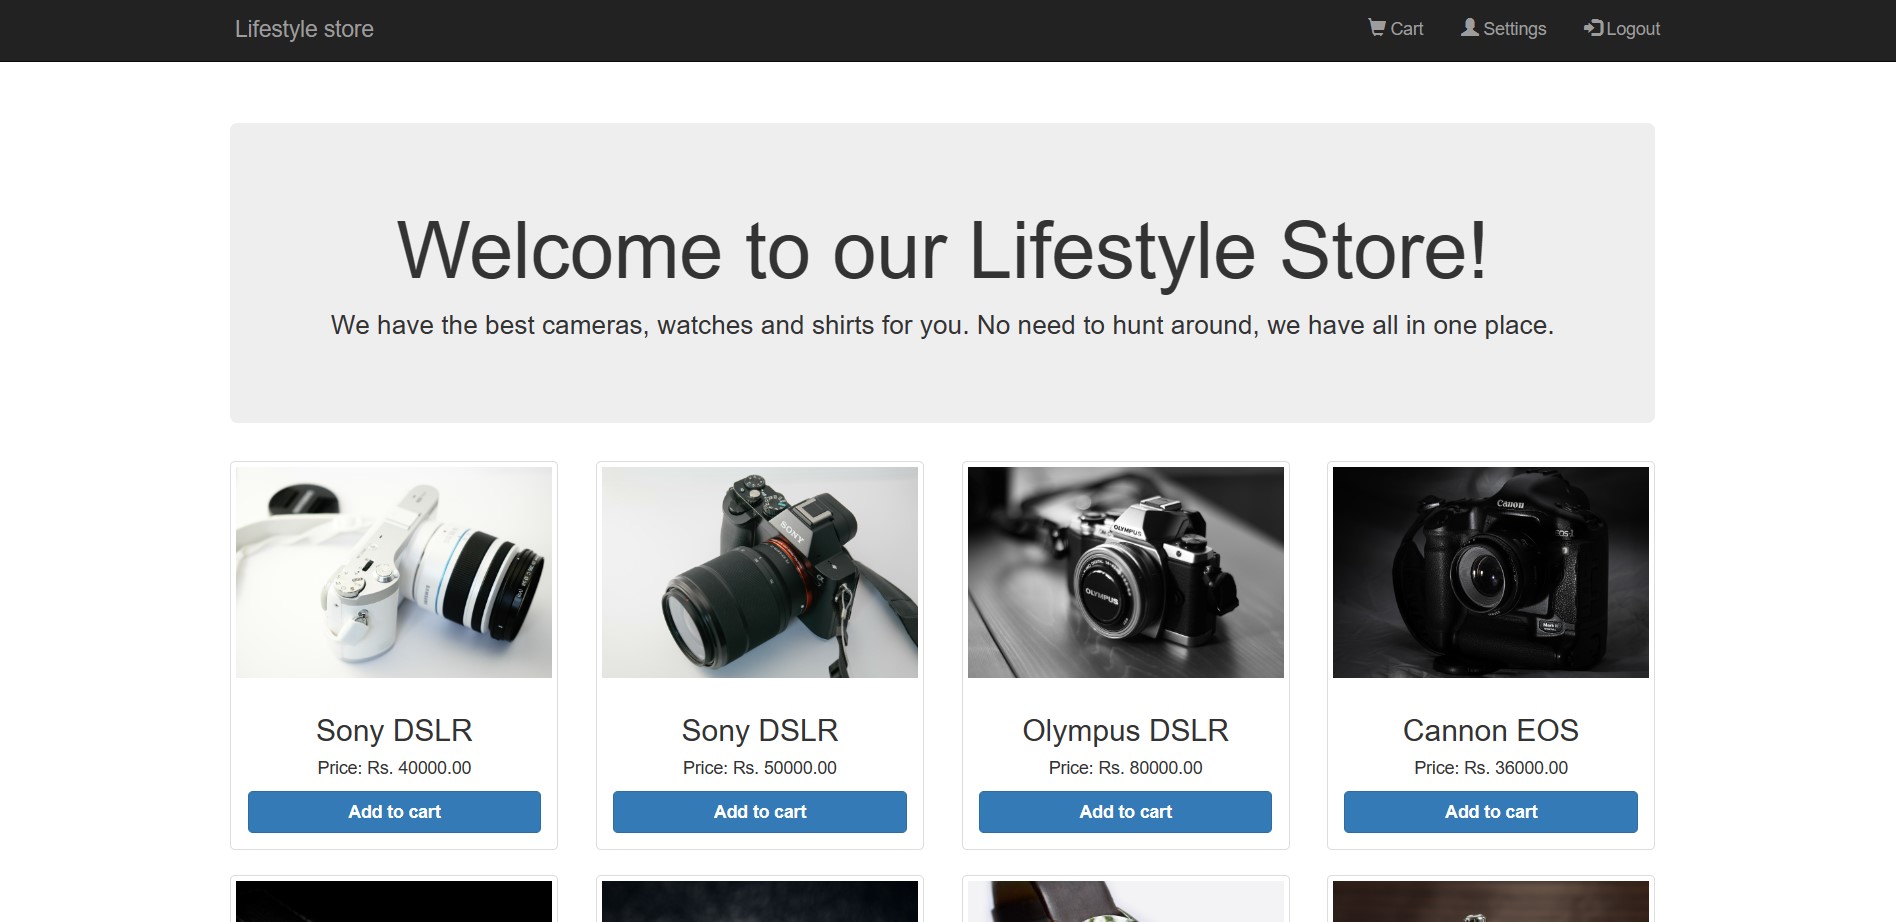 Lifestyle store
Cart
Settings
Logout
Welcome to our Lifestyle Store!
We have the best cameras, watches and shirts for you. No need to hunt around, we have all in one place.
SONY
OLYMPUS
OLYMPUS
Canon
EOS-1
Sony DSLR
Sony DSLR
Olympus DSLR
Cannon EOS
Price: Rs. 40000.00
Price: Rs. 50000.00
Price: Rs. 80000.00
Price: Rs. 36000.00
Add to cart
Add to cart
Add to cart
Add to cart